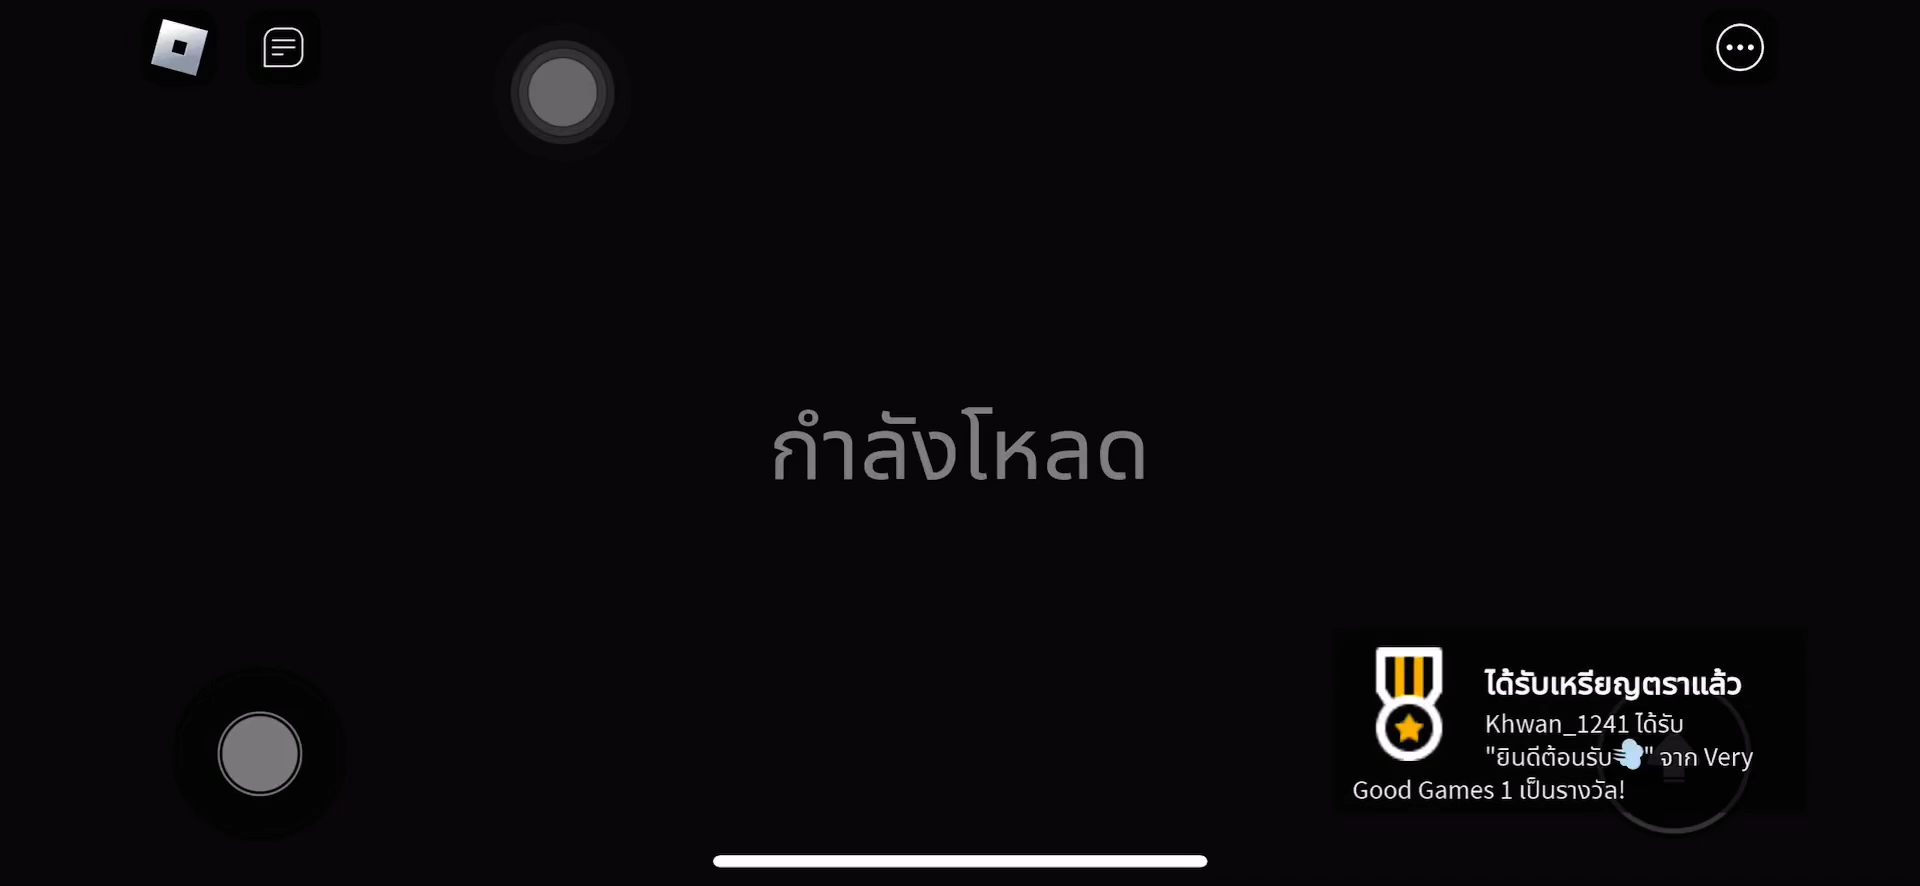 กำลังโหลด
ได้รับเหรียญตราแล้ว
Khwan_1241 ได้รับ
"ยินดีต้อนรับ💨" จาก Very
Good Games 1 เป็นรางวัล!